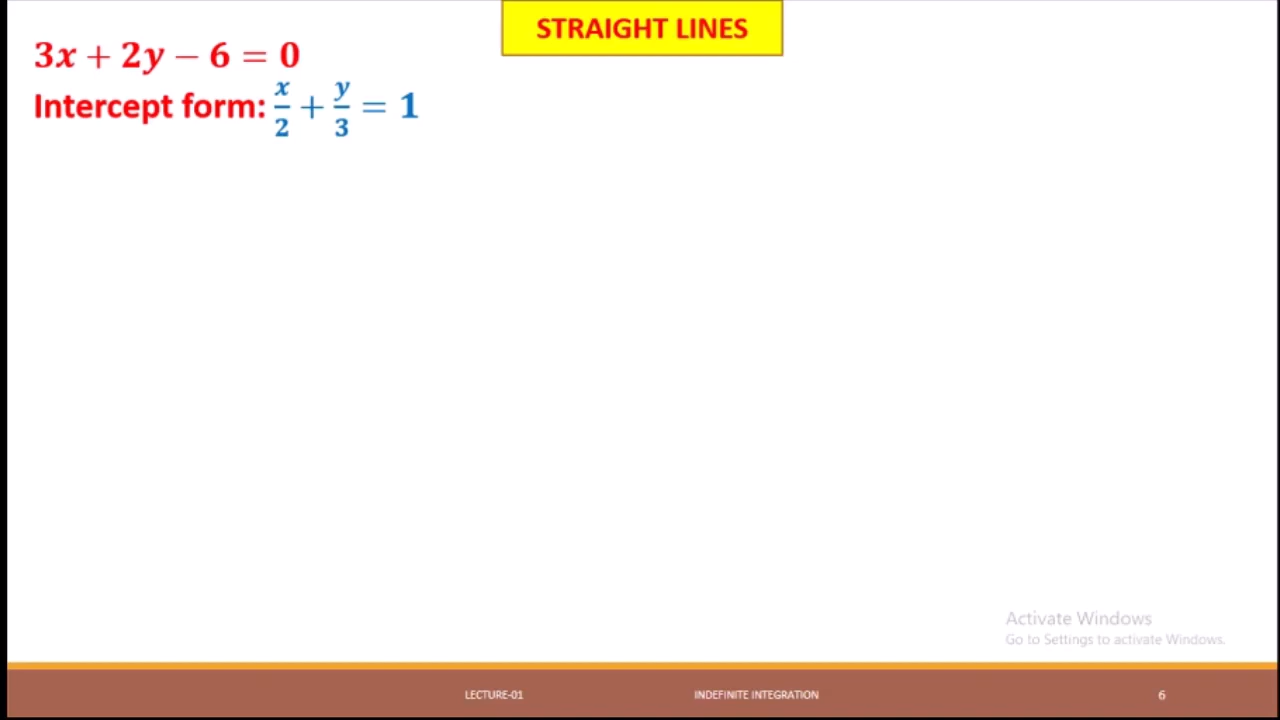 STRAIGHT LINES
3x + 2y − 6 = 0
Intercept form: x/2 + y/3 = 1
Activate Windows
Go to Settings to activate Windows.
LECTURE-01 INDEFINITE INTEGRATION 6